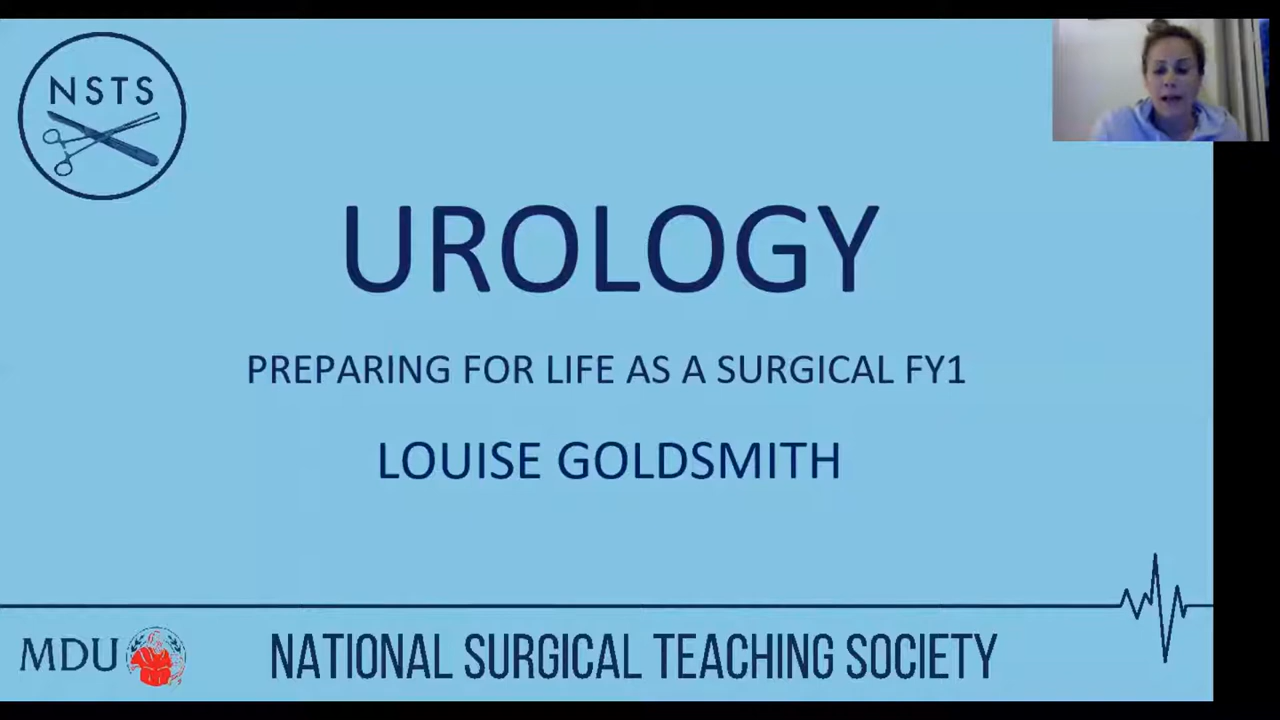 NSTS
UROLOGY
PREPARING FOR LIFE AS A SURGICAL FY1
LOUISE GOLDSMITH
MDU
NATIONAL SURGICAL TEACHING SOCIETY